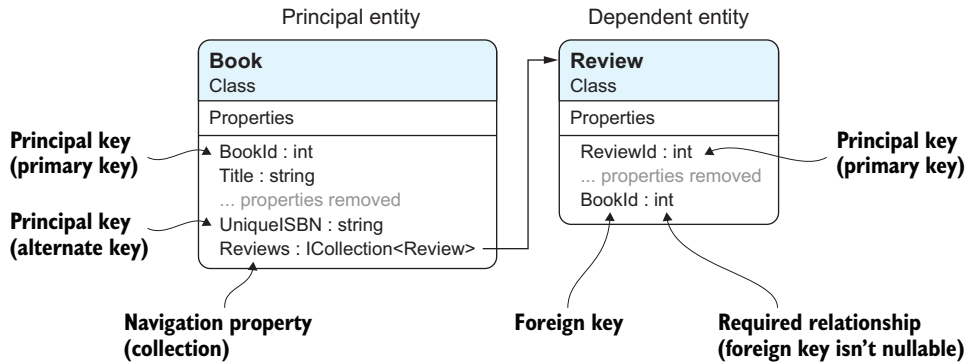 Principal entity
Dependent entity
Book
Class
Properties
BookId : int
Title : string
... properties removed
UniqueISBN : string
Reviews : ICollection<Review>
Review
Class
Properties
ReviewId : int
... properties removed
BookId : int
Principal key
(primary key)
Principal key
(alternate key)
Principal key
(primary key)
Navigation property
(collection)
Foreign key
Required relationship
(foreign key isn't nullable)